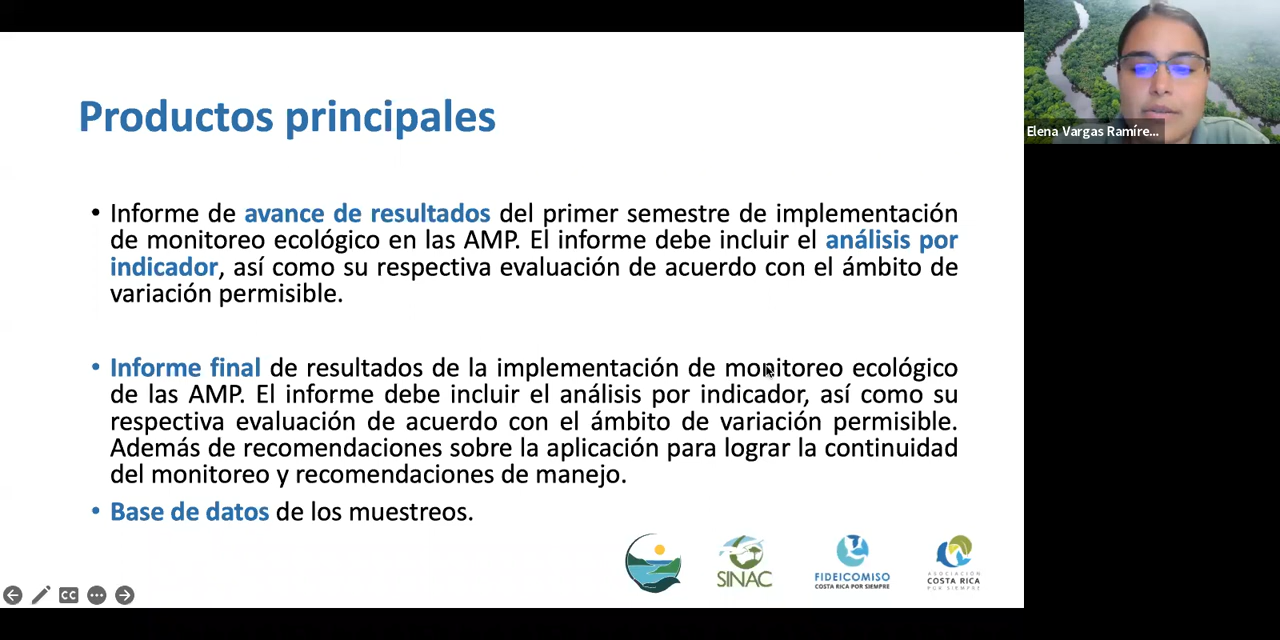 Productos principales
• Informe de avance de resultados del primer semestre de implementación
de monitoreo ecológico en las AMP. El informe debe incluir el análisis por
indicador, así como su respectiva evaluación de acuerdo con el ámbito de
variación permisible.
• Informe final de resultados de la implementación de monitoreo ecológico
de las AMP. El informe debe incluir el análisis por indicador, así como su
respectiva evaluación de acuerdo con el ámbito de variación permisible.
Además de recomendaciones sobre la aplicación para lograr la continuidad
del monitoreo y recomendaciones de manejo.
• Base de datos de los muestreos.
SINAC
FIDEICOMISO
COSTA RICA POR SIEMPRE
ASOCIACIÓN
COSTA RICA
POR SIEMPRE
CC
Elena Vargas Ramíre...